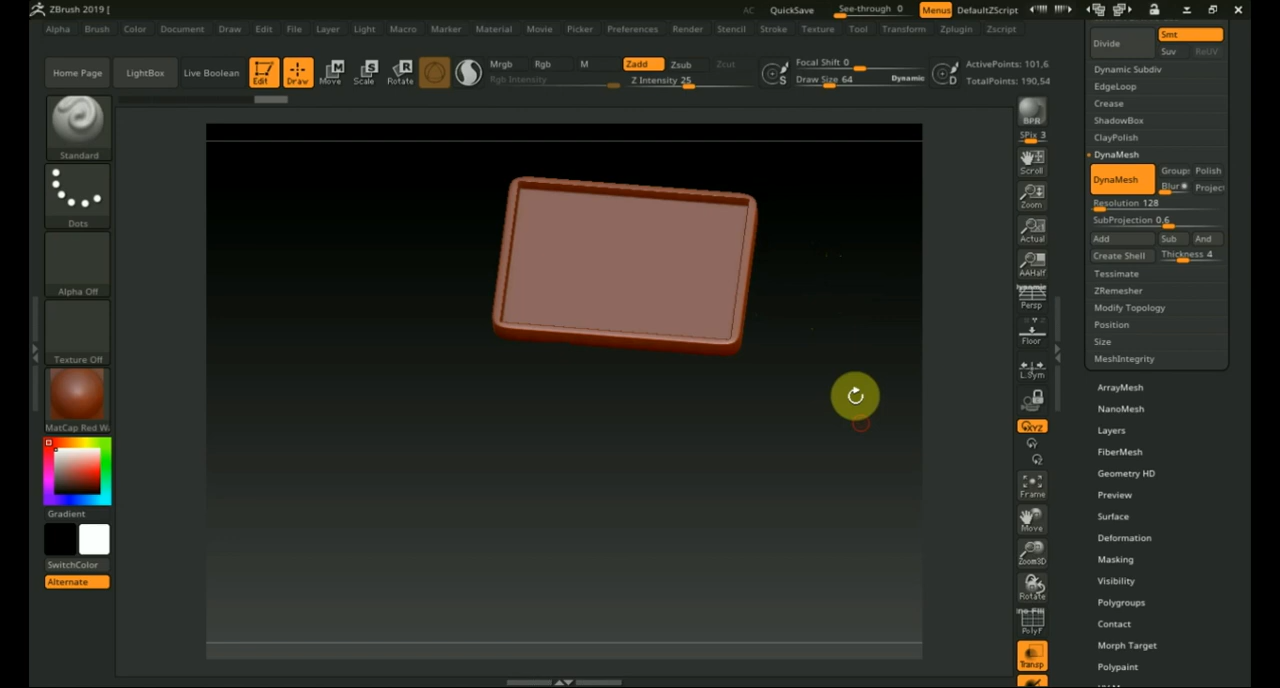 ZBrush 2019 [
AC QuickSave See-through 0 Menus DefaultZScript
Alpha Brush Color Document Draw Edit File Layer Light Macro Marker Material Movie Picker Preferences Render Stencil Stroke Texture Tool Transform Zplugin Zscript
Home Page LightBox Live Boolean Edit Draw Move Scale Rotate
Mrgb Rgb M Zadd Zsub Zcut
Rgb Intensity Z Intensity 25
Focal Shift 0
Draw Size 64 Dynamic
S
D
ActivePoints: 101,6
TotalPoints: 190,54
Standard
Dots
Alpha Off
Texture Off
MatCap Red Wa
Gradient
SwitchColor
Alternate
BPR
SPix 3
Scroll
Zoom
Actual
AAHalf
Dynamic
Persp
Floor
L.Sym
XYZ
Frame
Move
Zoom3D
Rotate
PolyF
Transp
Divide Smt
Suv ReUV
Dynamic Subdiv
EdgeLoop
Crease
ShadowBox
ClayPolish
DynaMesh
DynaMesh Groups Polish
Blur Project
Resolution 128
SubProjection 0.6
Add Sub And
Create Shell Thickness 4
Tessimate
ZRemesher
Modify Topology
Position
Size
MeshIntegrity
ArrayMesh
NanoMesh
Layers
FiberMesh
Geometry HD
Preview
Surface
Deformation
Masking
Visibility
Polygroups
Contact
Morph Target
Polypaint